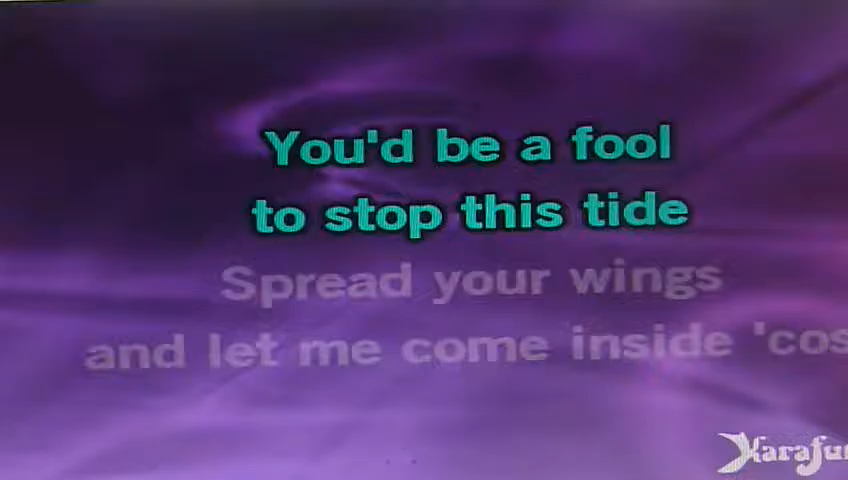 You'd be a fool
to stop this tide
Spread your wings
and let me come inside 'cos
Karafun